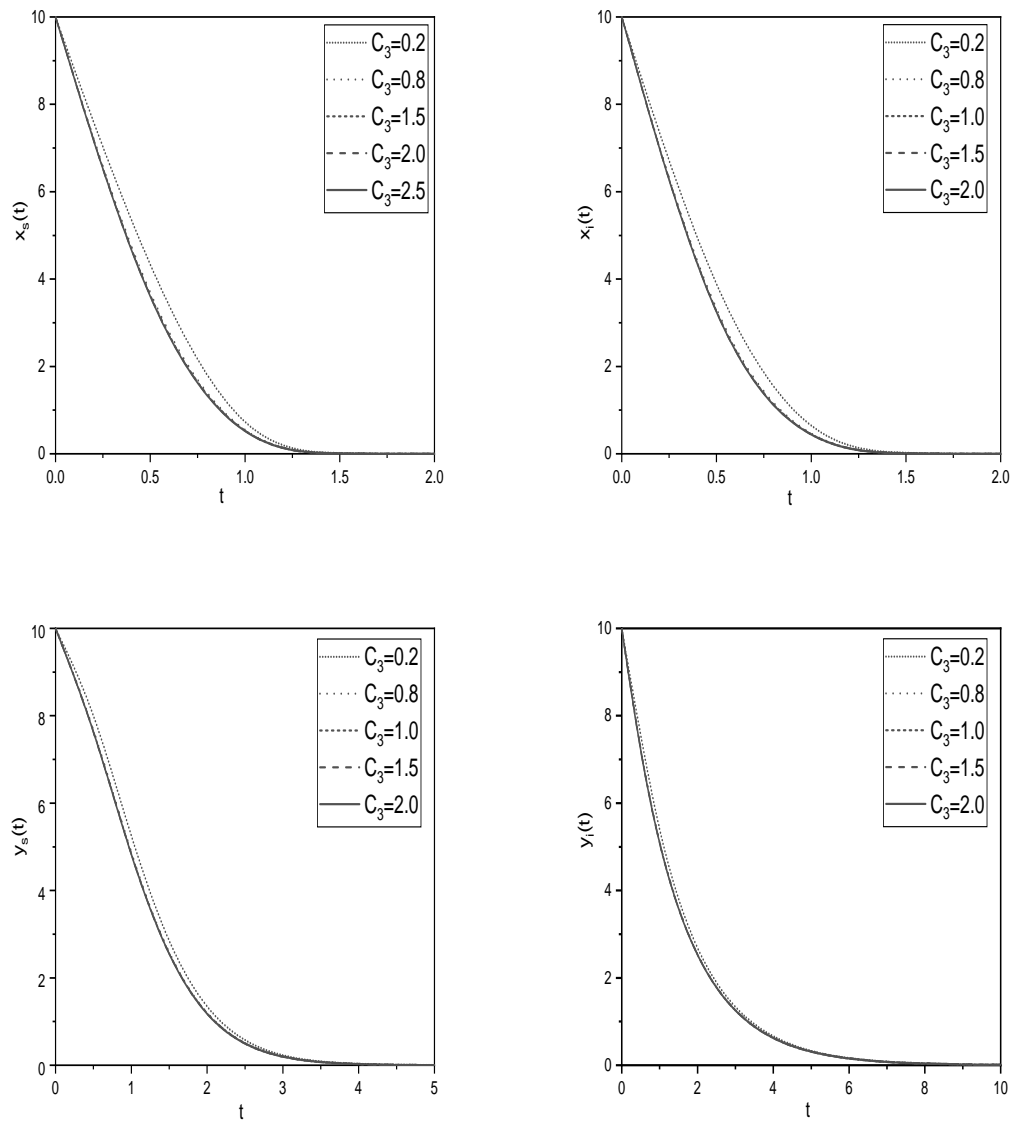 10
8
6
4
2
0
x_s(t)
0.0 0.5 1.0 1.5 2.0
t
C_3=0.2
C_3=0.8
C_3=1.5
C_3=2.0
C_3=2.5
10
8
6
4
2
0
x_i(t)
0.0 0.5 1.0 1.5 2.0
t
C_3=0.2
C_3=0.8
C_3=1.0
C_3=1.5
C_3=2.0
10
8
6
4
2
0
y_s(t)
0 1 2 3 4 5
t
C_3=0.2
C_3=0.8
C_3=1.0
C_3=1.5
C_3=2.0
10
8
6
4
2
0
y_i(t)
0 2 4 6 8 10
t
C_3=0.2
C_3=0.8
C_3=1.0
C_3=1.5
C_3=2.0